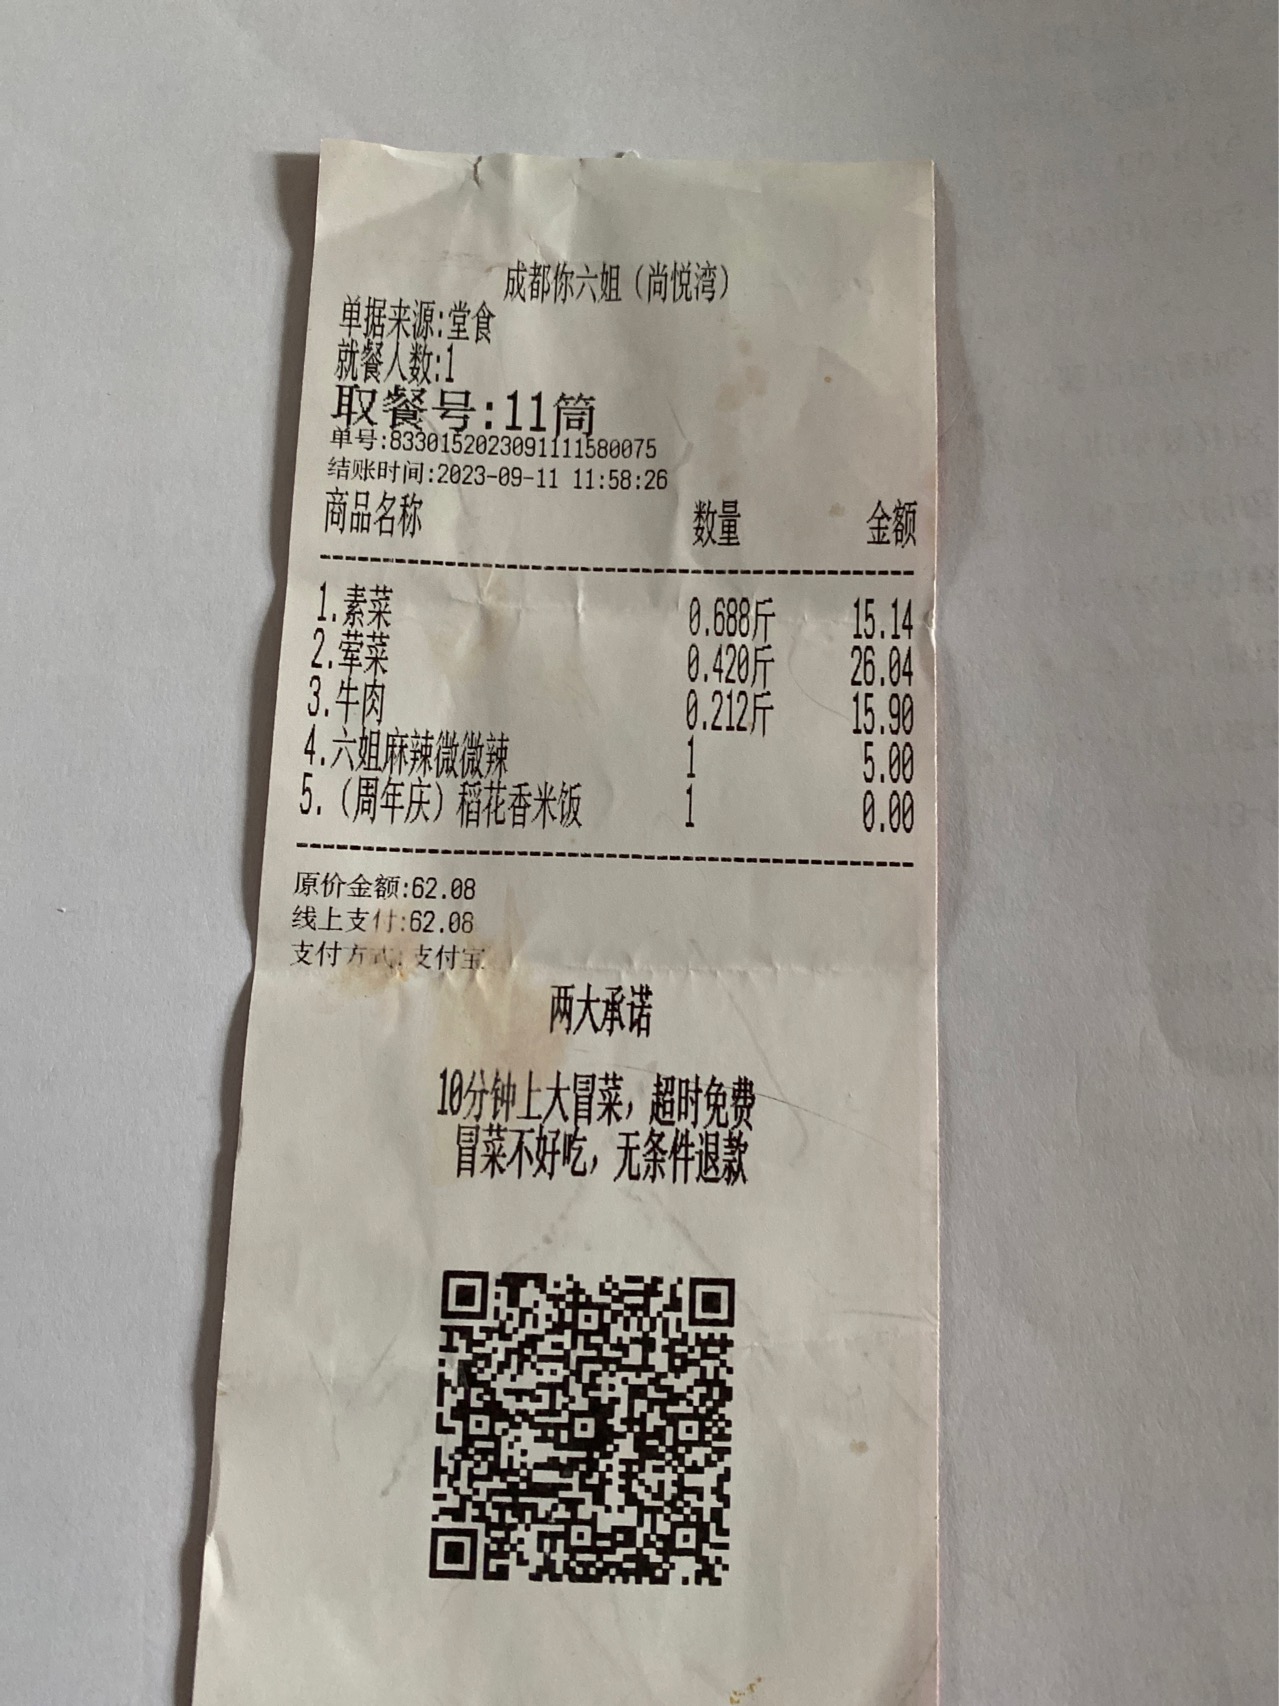 成都你六姐（尚悦湾）
单据来源:堂食
就餐人数:1
取餐号:11筒
单号:8330152023091111580075
结账时间:2023-09-11 11:58:26
商品名称 数量 金额
1.素菜 0.688斤 15.14
2.荤菜 0.420斤 26.04
3.牛肉 0.212斤 15.90
4.六姐麻辣微微辣 1 5.00
5.（周年庆）稻花香米饭 1 0.00
原价金额:62.08
线上支付:62.08
支付方式:支付宝
两大承诺
10分钟上大冒菜，超时免费
冒菜不好吃，无条件退款